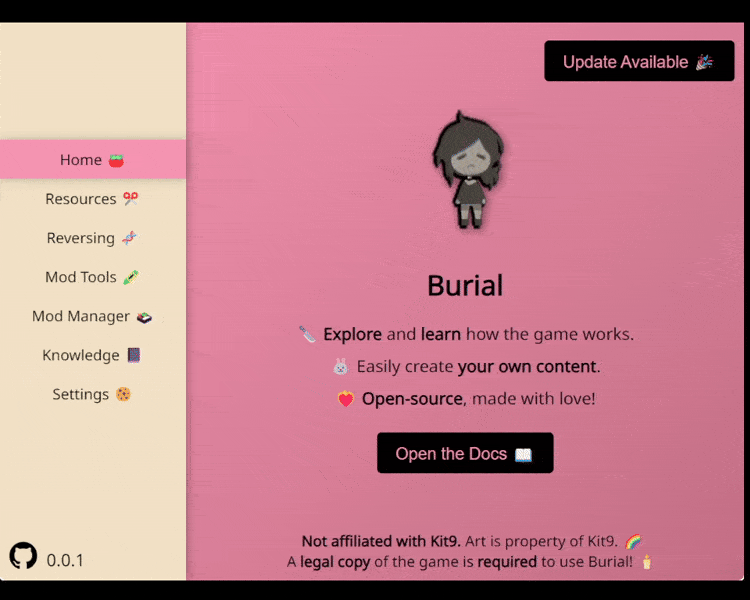 Update Available 🎉
Home 🍅
Resources ✂️
Reversing 🧬
Mod Tools 🖍️
Mod Manager 🍱
Knowledge 📓
Settings 🍪
Burial
🔪 Explore and learn how the game works.
🐰 Easily create your own content.
❤️ Open-source, made with love!
Open the Docs 📖
Not affiliated with Kit9. Art is property of Kit9. 🌈
A legal copy of the game is required to use Burial! 🕯️
0.0.1